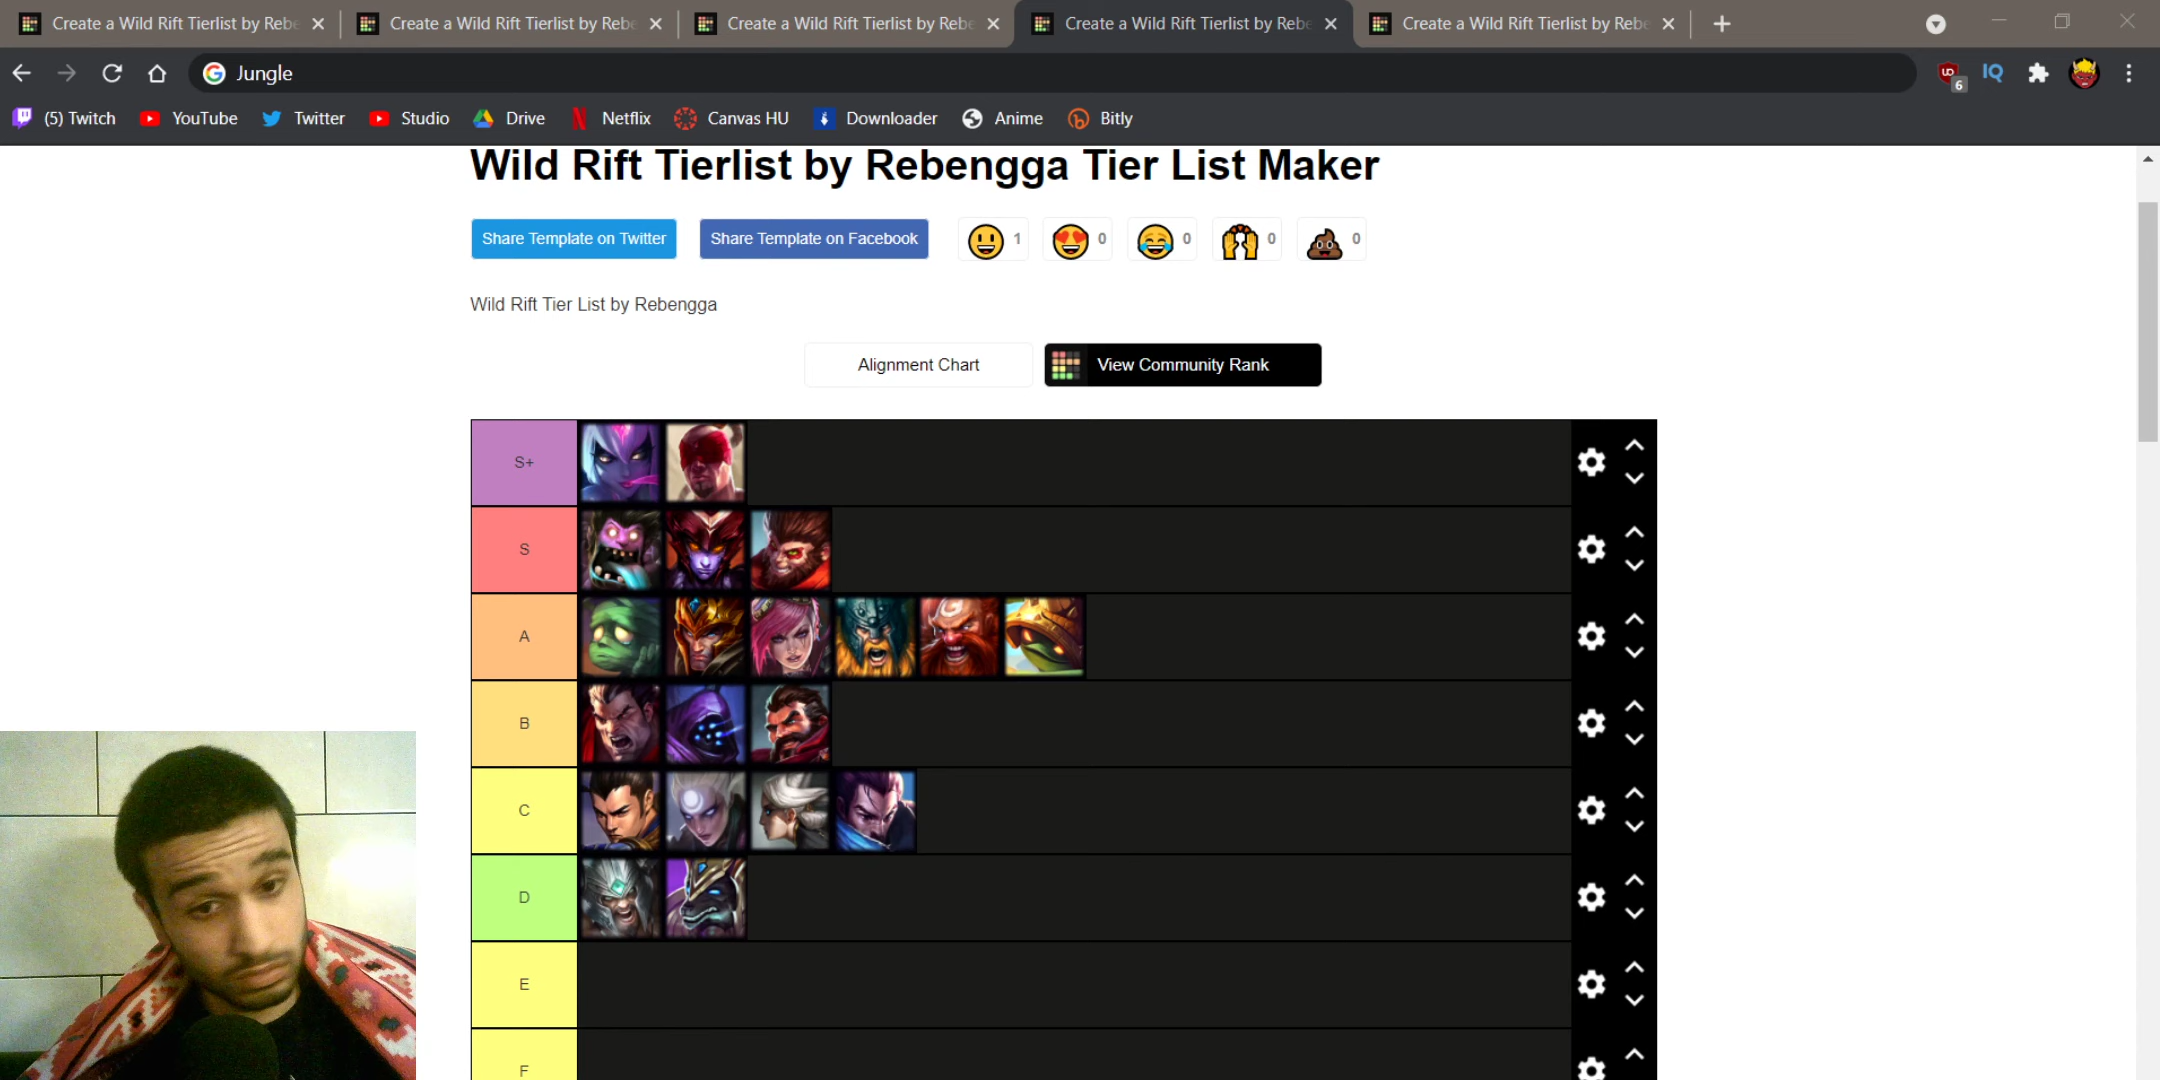 Create a Wild Rift Tierlist by Rebe Create a Wild Rift Tierlist by Rebe Create a Wild Rift Tierlist by Rebe Create a Wild Rift Tierlist by Rebe Create a Wild Rift Tierlist by Rebe
Jungle
6
(5) Twitch YouTube Twitter Studio Drive Netflix Canvas HU Downloader Anime Bitly
Wild Rift Tierlist by Rebengga Tier List Maker
Share Template on Twitter Share Template on Facebook 1 0 0 0 0
Wild Rift Tier List by Rebengga
Alignment Chart View Community Rank
S+
S
A
B
C
D
E
F